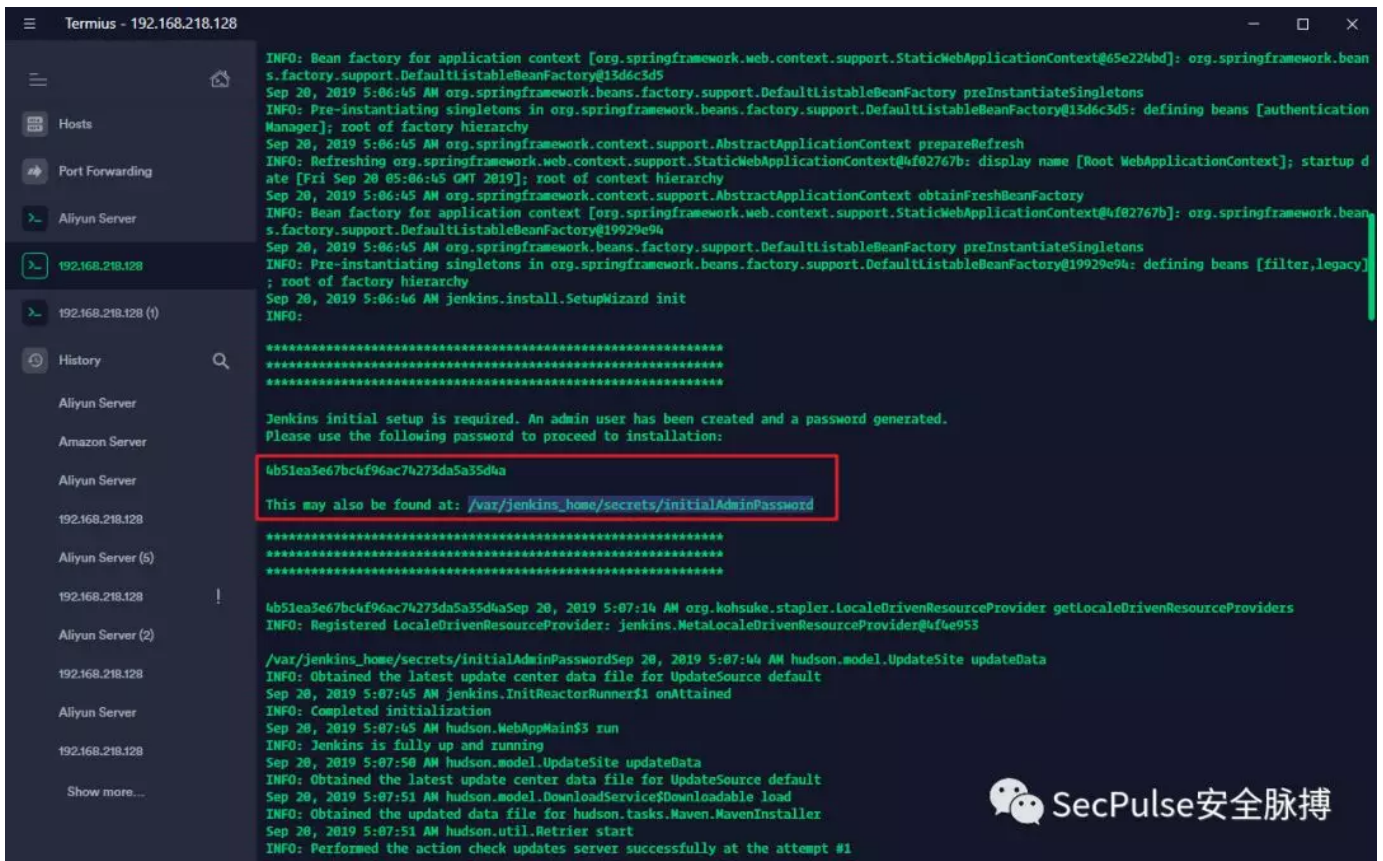 Termius - 192.168.218.128
Hosts
Port Forwarding
Aliyun Server
192.168.218.128
192.168.218.128 (1)
History
Aliyun Server
Amazon Server
Aliyun Server
192.168.218.128
Aliyun Server (5)
192.168.218.128
!
Aliyun Server (2)
192.168.218.128
Aliyun Server
192.168.218.128
Show more...
INFO: Bean factory for application context [org.springframework.web.context.support.StaticWebApplicationContext@65e224bd]: org.springframework.bean
s.factory.support.DefaultListableBeanFactory@13d6c3d5
Sep 20, 2019 5:06:45 AM org.springframework.beans.factory.support.DefaultListableBeanFactory preInstantiateSingletons
INFO: Pre-instantiating singletons in org.springframework.beans.factory.support.DefaultListableBeanFactory@13d6c3d5: defining beans [authentication
Manager]; root of factory hierarchy
Sep 20, 2019 5:06:45 AM org.springframework.context.support.AbstractApplicationContext prepareRefresh
INFO: Refreshing org.springframework.web.context.support.StaticWebApplicationContext@4f02767b: display name [Root WebApplicationContext]; startup d
ate [Fri Sep 20 05:06:45 GMT 2019]; root of context hierarchy
Sep 20, 2019 5:06:45 AM org.springframework.context.support.AbstractApplicationContext obtainFreshBeanFactory
INFO: Bean factory for application context [org.springframework.web.context.support.StaticWebApplicationContext@4f02767b]: org.springframework.bean
s.factory.support.DefaultListableBeanFactory@19929e94
Sep 20, 2019 5:06:45 AM org.springframework.beans.factory.support.DefaultListableBeanFactory preInstantiateSingletons
INFO: Pre-instantiating singletons in org.springframework.beans.factory.support.DefaultListableBeanFactory@19929e94: defining beans [filter,legacy]
; root of factory hierarchy
Sep 20, 2019 5:06:46 AM jenkins.install.SetupWizard init
INFO:
*************************************************************
*************************************************************
*************************************************************
Jenkins initial setup is required. An admin user has been created and a password generated.
Please use the following password to proceed to installation:
4b51ea3e67bc4f96ac74273da5a35d4a
This may also be found at: /var/jenkins_home/secrets/initialAdminPassword
*************************************************************
*************************************************************
*************************************************************
4b51ea3e67bc4f96ac74273da5a35d4aSep 20, 2019 5:07:14 AM org.kohsuke.stapler.LocaleDrivenResourceProvider getLocaleDrivenResourceProviders
INFO: Registered LocaleDrivenResourceProvider: jenkins.MetaLocaleDrivenResourceProvider@4f4e953
/var/jenkins_home/secrets/initialAdminPasswordSep 20, 2019 5:07:44 AM hudson.model.UpdateSite updateData
INFO: Obtained the latest update center data file for UpdateSource default
Sep 20, 2019 5:07:45 AM jenkins.InitReactorRunner$1 onAttained
INFO: Completed initialization
Sep 20, 2019 5:07:45 AM hudson.WebAppMain$3 run
INFO: Jenkins is fully up and running
Sep 20, 2019 5:07:50 AM hudson.model.UpdateSite updateData
INFO: Obtained the latest update center data file for UpdateSource default
Sep 20, 2019 5:07:51 AM hudson.model.DownloadService$Downloadable load
INFO: Obtained the updated data file for hudson.tasks.Maven.MavenInstaller
Sep 20, 2019 5:07:51 AM hudson.util.Retrier start
INFO: Performed the action check updates server successfully at the attempt #1
SecPulse安全脉搏